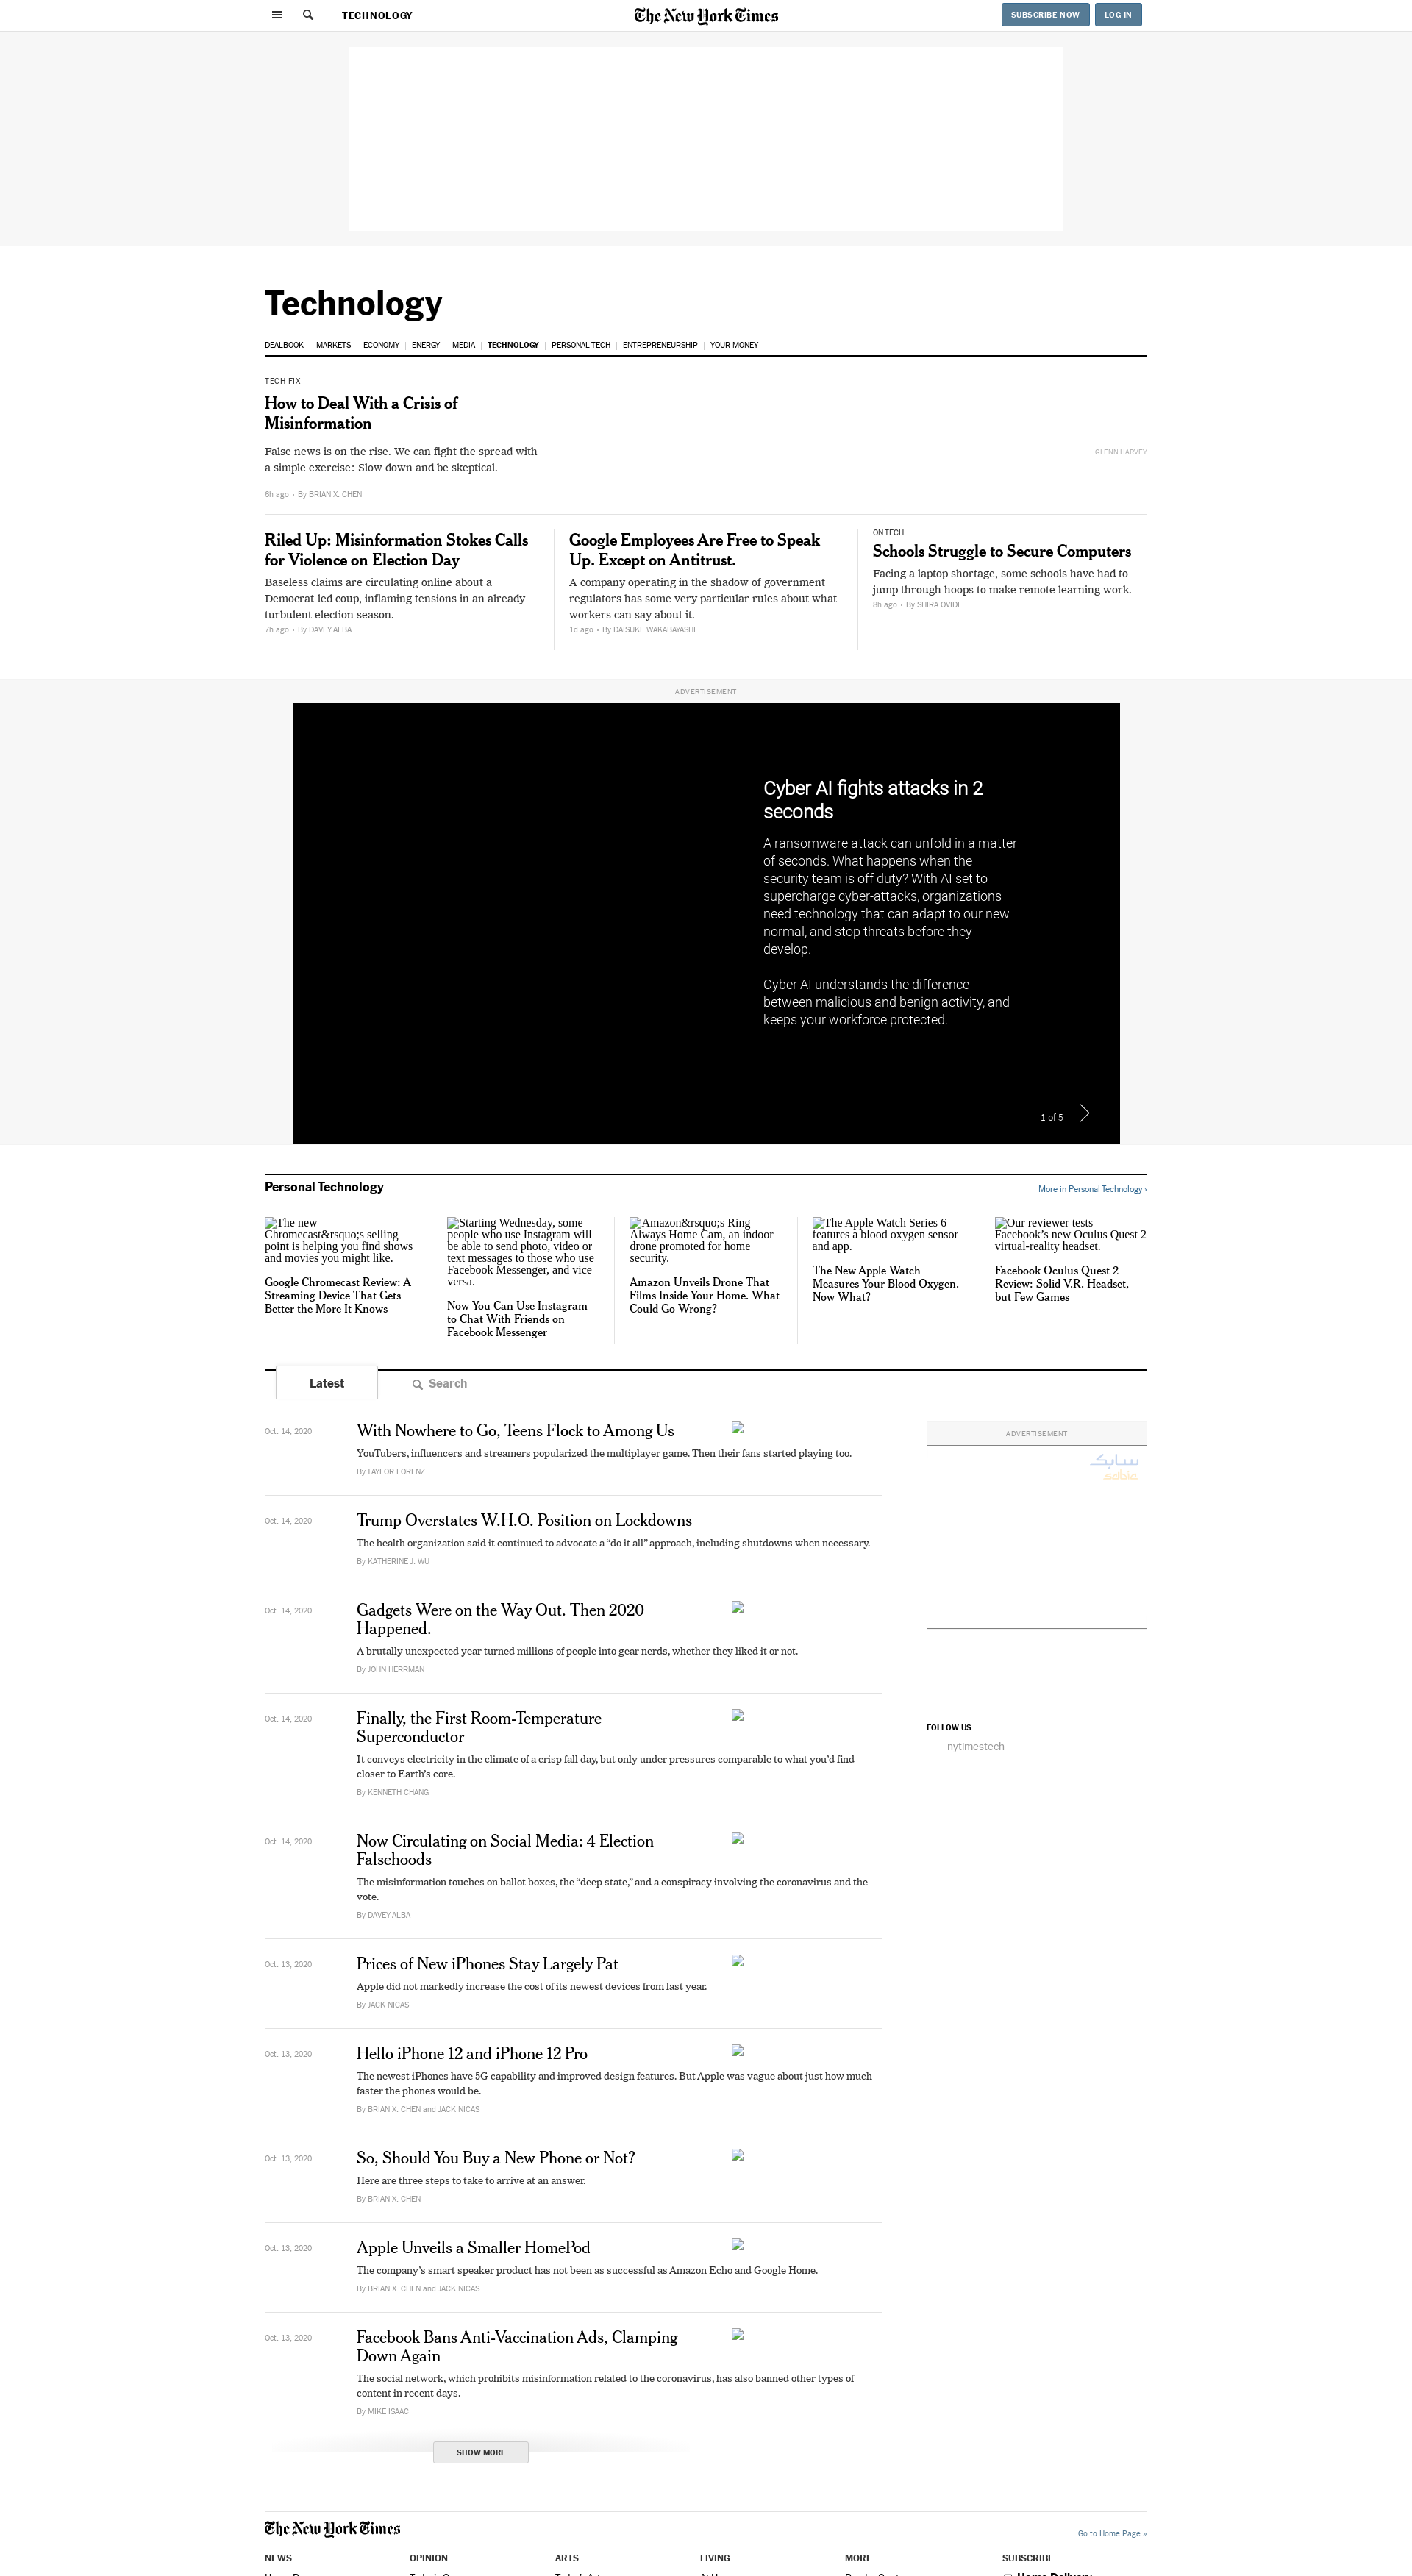 TECHNOLOGY
The New York Times
SUBSCRIBE NOW
LOG IN
Technology
DEALBOOK
MARKETS
ECONOMY
ENERGY
MEDIA
TECHNOLOGY
PERSONAL TECH
ENTREPRENEURSHIP
YOUR MONEY
TECH FIX
How to Deal With a Crisis of
Misinformation
False news is on the rise. We can fight the spread with
a simple exercise: Slow down and be skeptical.
6h ago • By BRIAN X. CHEN
GLENN HARVEY
Riled Up: Misinformation Stokes Calls
for Violence on Election Day
Baseless claims are circulating online about a
Democrat-led coup, inflaming tensions in an already
turbulent election season.
7h ago • By DAVEY ALBA
Google Employees Are Free to Speak
Up. Except on Antitrust.
A company operating in the shadow of government
regulators has some very particular rules about what
workers can say about it.
1d ago • By DAISUKE WAKABAYASHI
ON TECH
Schools Struggle to Secure Computers
Facing a laptop shortage, some schools have had to
jump through hoops to make remote learning work.
8h ago • By SHIRA OVIDE
ADVERTISEMENT
Cyber AI fights attacks in 2
seconds
A ransomware attack can unfold in a matter
of seconds. What happens when the
security team is off duty? With AI set to
supercharge cyber-attacks, organizations
need technology that can adapt to our new
normal, and stop threats before they
develop.
Cyber AI understands the difference
between malicious and benign activity, and
keeps your workforce protected.
1 of 5
Personal Technology
More in Personal Technology ›
The new
Chromecast&rsquo;s selling
point is helping you find shows
and movies you might like.
Google Chromecast Review: A
Streaming Device That Gets
Better the More It Knows
Starting Wednesday, some
people who use Instagram will
be able to send photo, video or
text messages to those who use
Facebook Messenger, and vice
versa.
Now You Can Use Instagram
to Chat With Friends on
Facebook Messenger
Amazon&rsquo;s Ring
Always Home Cam, an indoor
drone promoted for home
security.
Amazon Unveils Drone That
Films Inside Your Home. What
Could Go Wrong?
The Apple Watch Series 6
features a blood oxygen sensor
and app.
The New Apple Watch
Measures Your Blood Oxygen.
Now What?
Our reviewer tests
Facebook’s new Oculus Quest 2
virtual-reality headset.
Facebook Oculus Quest 2
Review: Solid V.R. Headset,
but Few Games
Latest
Search
Oct. 14, 2020
With Nowhere to Go, Teens Flock to Among Us
YouTubers, influencers and streamers popularized the multiplayer game. Then their fans started playing too.
By TAYLOR LORENZ
ADVERTISEMENT
سابك
sabic
Oct. 14, 2020
Trump Overstates W.H.O. Position on Lockdowns
The health organization said it continued to advocate a “do it all” approach, including shutdowns when necessary.
By KATHERINE J. WU
Oct. 14, 2020
Gadgets Were on the Way Out. Then 2020
Happened.
A brutally unexpected year turned millions of people into gear nerds, whether they liked it or not.
By JOHN HERRMAN
Oct. 14, 2020
Finally, the First Room-Temperature
Superconductor
It conveys electricity in the climate of a crisp fall day, but only under pressures comparable to what you’d find
closer to Earth’s core.
By KENNETH CHANG
FOLLOW US
nytimestech
Oct. 14, 2020
Now Circulating on Social Media: 4 Election
Falsehoods
The misinformation touches on ballot boxes, the “deep state,” and a conspiracy involving the coronavirus and the
vote.
By DAVEY ALBA
Oct. 13, 2020
Prices of New iPhones Stay Largely Pat
Apple did not markedly increase the cost of its newest devices from last year.
By JACK NICAS
Oct. 13, 2020
Hello iPhone 12 and iPhone 12 Pro
The newest iPhones have 5G capability and improved design features. But Apple was vague about just how much
faster the phones would be.
By BRIAN X. CHEN and JACK NICAS
Oct. 13, 2020
So, Should You Buy a New Phone or Not?
Here are three steps to take to arrive at an answer.
By BRIAN X. CHEN
Oct. 13, 2020
Apple Unveils a Smaller HomePod
The company’s smart speaker product has not been as successful as Amazon Echo and Google Home.
By BRIAN X. CHEN and JACK NICAS
Oct. 13, 2020
Facebook Bans Anti-Vaccination Ads, Clamping
Down Again
The social network, which prohibits misinformation related to the coronavirus, has also banned other types of
content in recent days.
By MIKE ISAAC
SHOW MORE
The New York Times
Go to Home Page »
NEWS
OPINION
ARTS
MORE
SUBSCRIBE